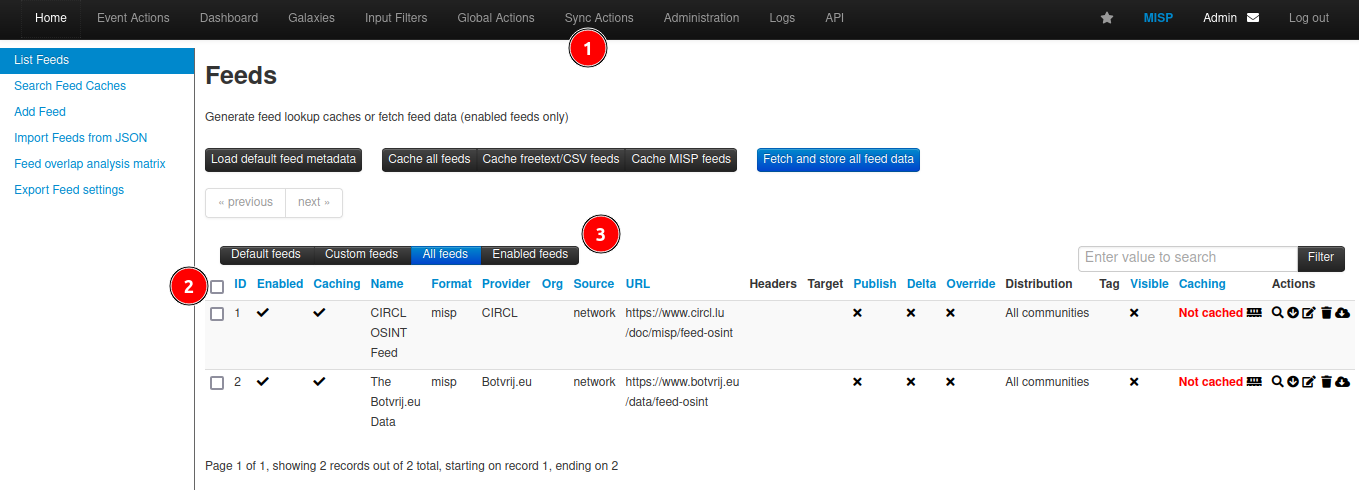 Home Event Actions Dashboard Galaxies Input Filters Global Actions Sync Actions Administration Logs API MISP Admin Log out
1
List Feeds
Search Feed Caches
Add Feed
Import Feeds from JSON
Feed overlap analysis matrix
Export Feed settings
Feeds
Generate feed lookup caches or fetch feed data (enabled feeds only)
Load default feed metadata Cache all feeds Cache freetext/CSV feeds Cache MISP feeds Fetch and store all feed data
« previous next »
3
Default feeds Custom feeds All feeds Enabled feeds Enter value to search Filter
2
ID Enabled Caching Name Format Provider Org Source URL Headers Target Publish Delta Override Distribution Tag Visible Caching Actions
1 CIRCL misp CIRCL network https://www.circl.lu All communities Not cached
OSINT /doc/misp/feed-osint
Feed
2 The misp Botvrij.eu network https://www.botvrij.eu All communities Not cached
Botvrij.eu /data/feed-osint
Data
Page 1 of 1, showing 2 records out of 2 total, starting on record 1, ending on 2